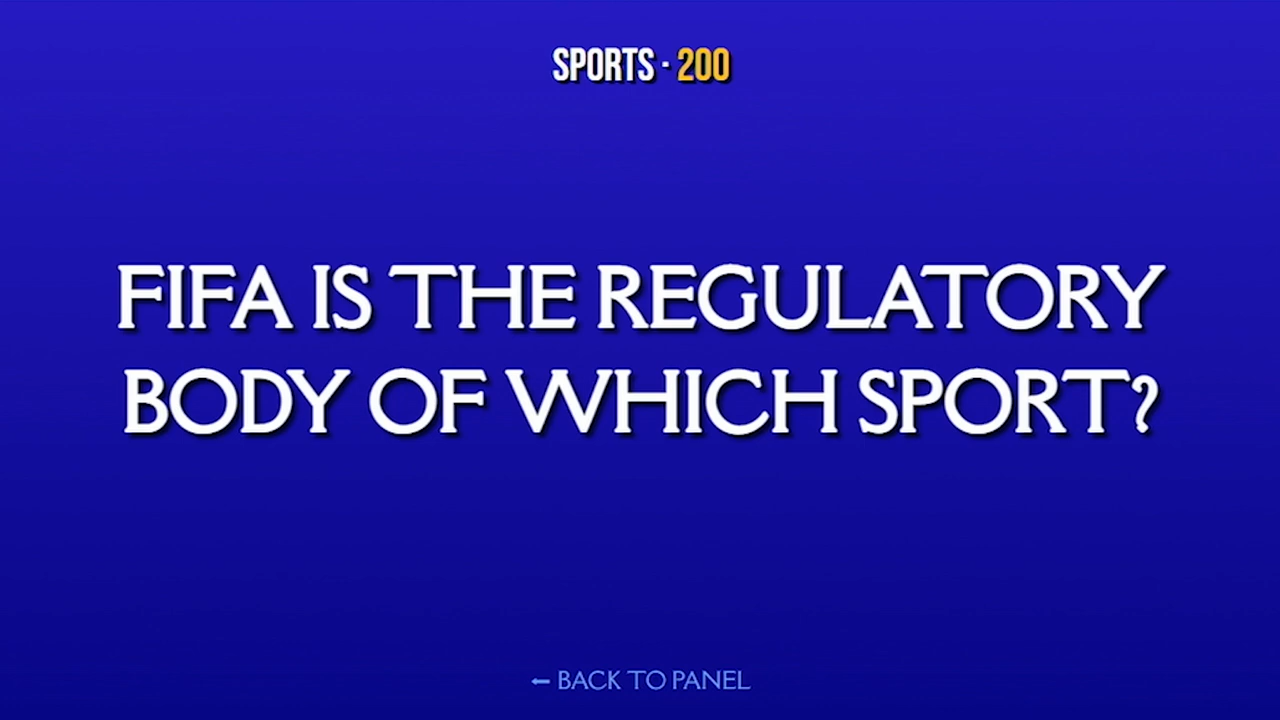 SPORTS · 200
FIFA IS THE REGULATORY
BODY OF WHICH SPORT?
← BACK TO PANEL